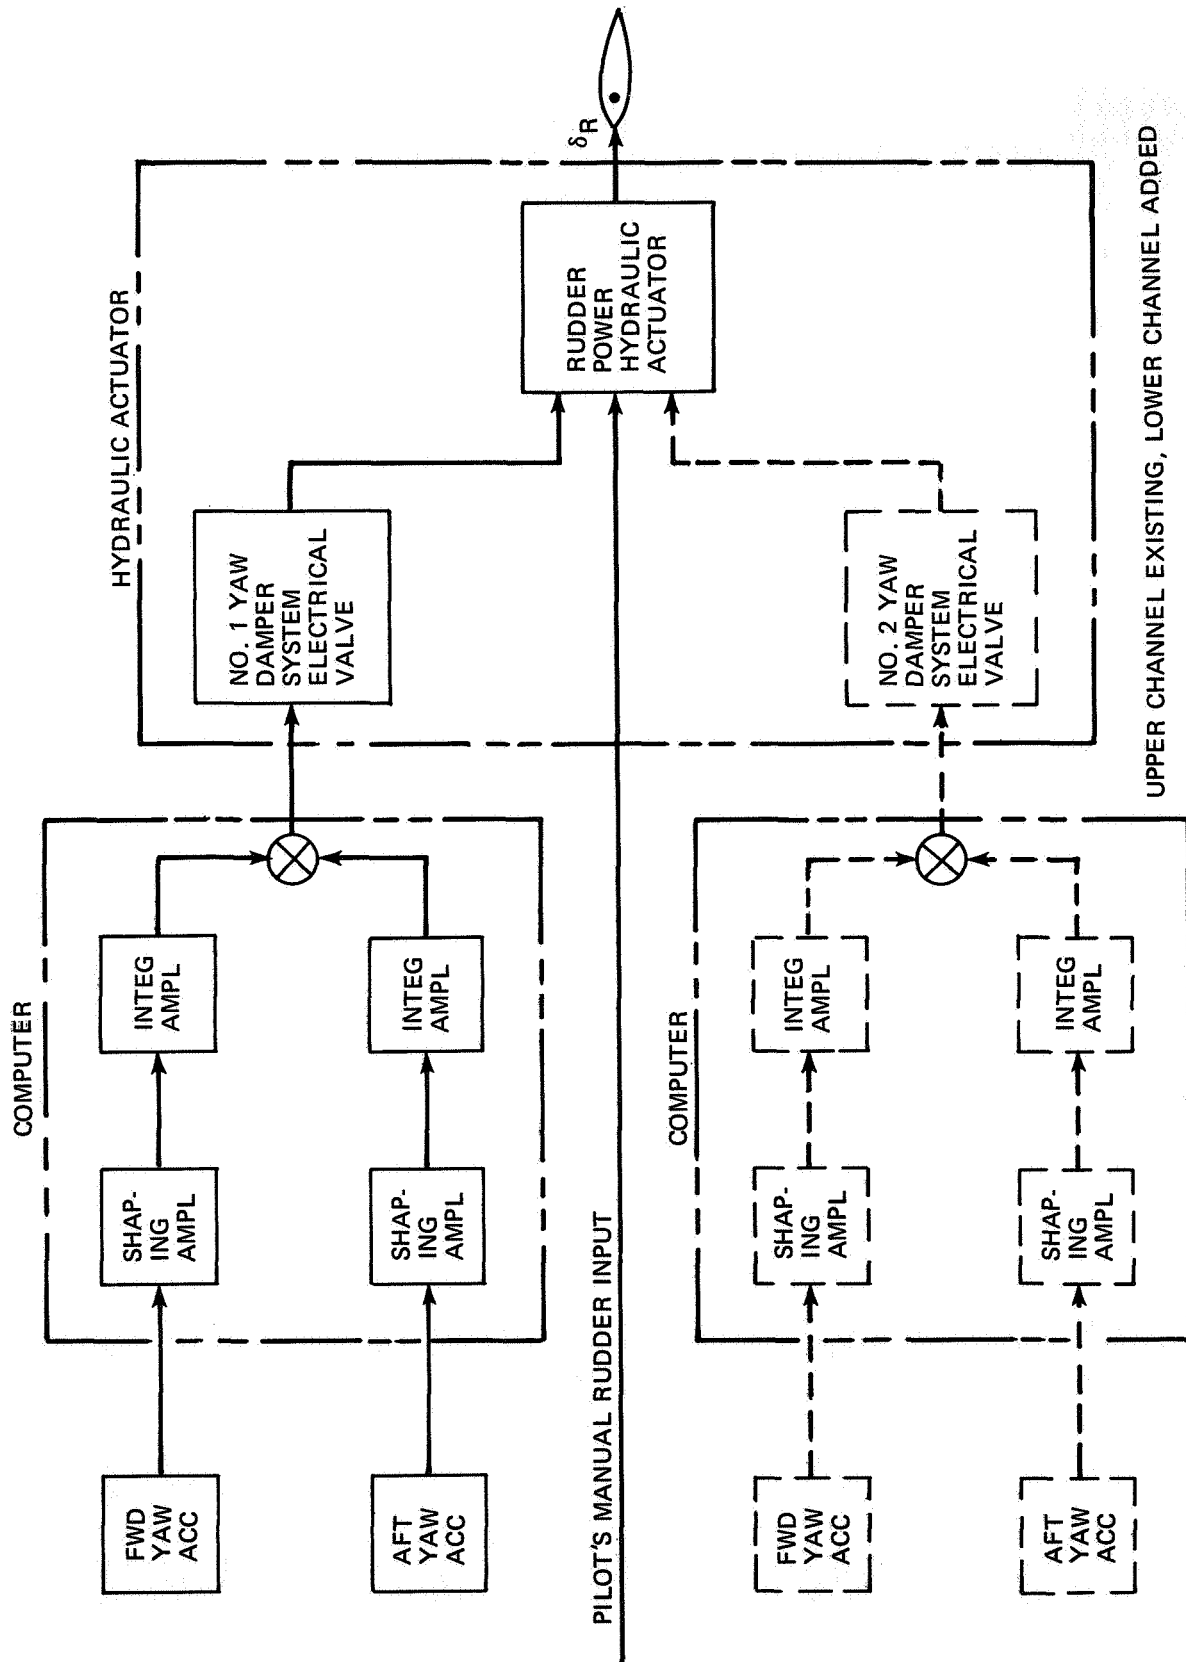 COMPUTER
FWD
YAW
ACC
SHAP-
ING
AMPL
INTEG
AMPL
AFT
YAW
ACC
SHAP-
ING
AMPL
INTEG
AMPL
HYDRAULIC ACTUATOR
NO. 1 YAW
DAMPER
SYSTEM
ELECTRICAL
VALVE
RUDDER
POWER
HYDRAULIC
ACTUATOR
δR
PILOT'S MANUAL RUDDER INPUT
COMPUTER
FWD
YAW
ACC
SHAP-
ING
AMPL
INTEG
AMPL
AFT
YAW
ACC
SHAP-
ING
AMPL
INTEG
AMPL
NO. 2 YAW
DAMPER
SYSTEM
ELECTRICAL
VALVE
UPPER CHANNEL EXISTING, LOWER CHANNEL ADDED